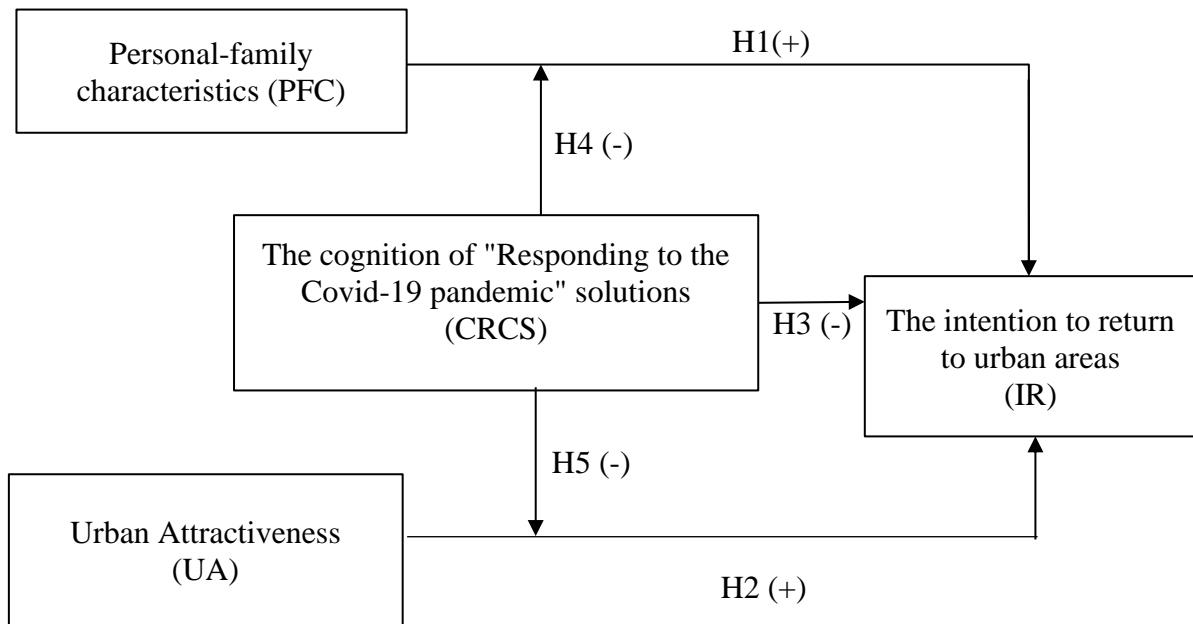 Personal-family
characteristics (PFC)
H1(+)
H4 (-)
The cognition of "Responding to the
Covid-19 pandemic" solutions
(CRCS)
H3 (-)
The intention to return
to urban areas
(IR)
H5 (-)
Urban Attractiveness
(UA)
H2 (+)